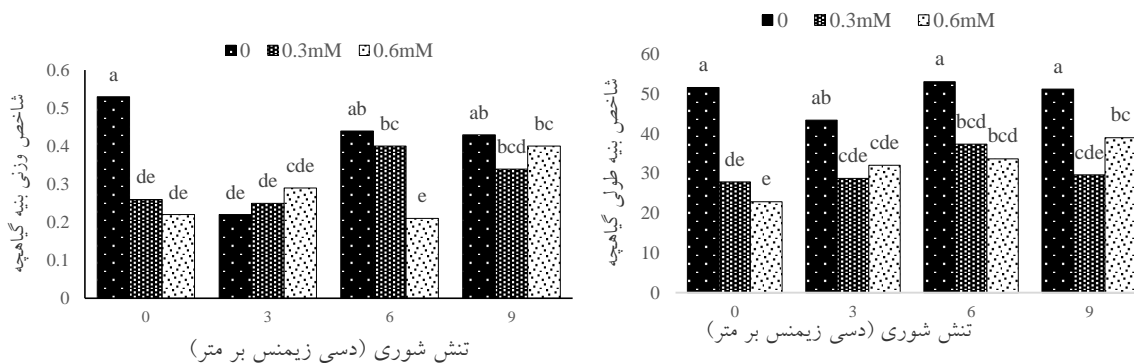 0 0.3mM 0.6mM
0.6
0.5
0.4
0.3
0.2
0.1
0
شاخص وزنی بنیه گیاهچه
a de de
de de de
ab bc e
ab bcd bc
0 3 6 9
تنش شوری (دسی زیمنس بر متر)
0 0.3mM 0.6mM
60
50
40
30
20
10
0
شاخص بنیه طولی گیاهچه
a de e
ab cde cde
a bcd bcd
a cde bc
0 3 6 9
تنش شوری (دسی زیمنس بر متر)